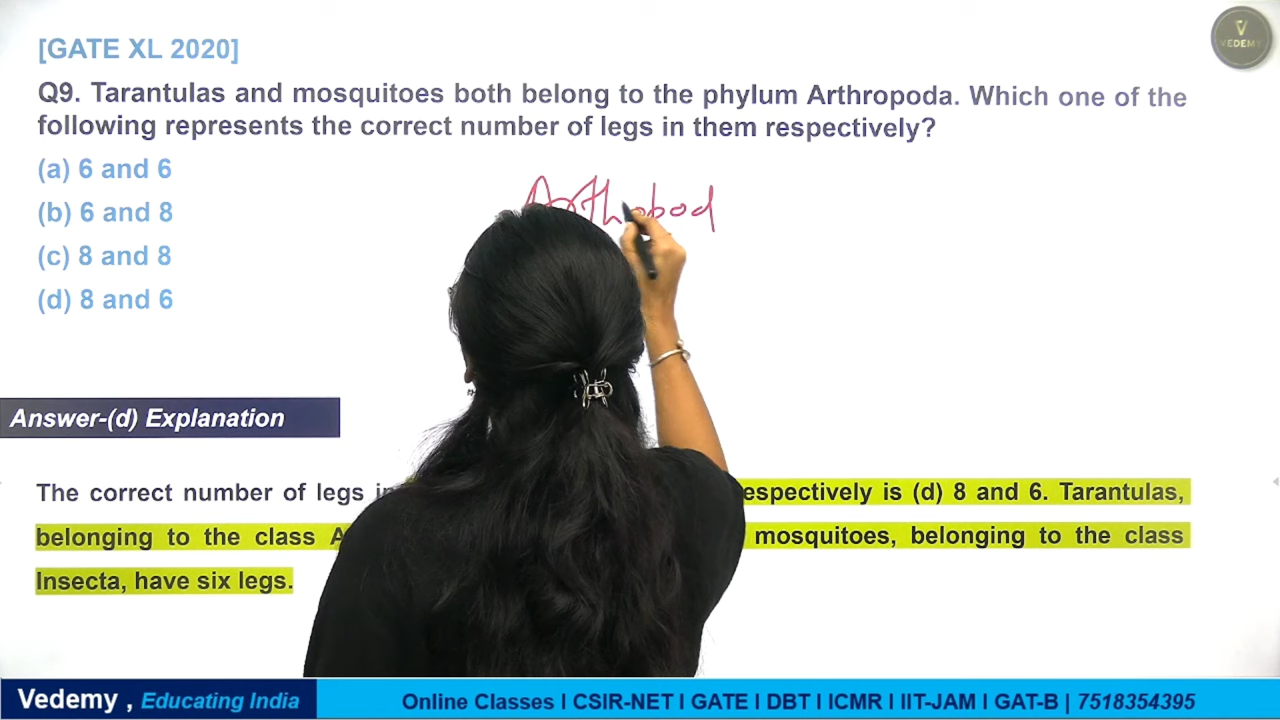 [GATE XL 2020]
VEDEMY
Q9. Tarantulas and mosquitoes both belong to the phylum Arthropoda. Which one of the
following represents the correct number of legs in them respectively?
(a) 6 and 6
(b) 6 and 8
(c) 8 and 8
(d) 8 and 6
Arthopod
Answer-(d) Explanation
The correct number of legs in espectively is (d) 8 and 6. Tarantulas,
belonging to the class A mosquitoes, belonging to the class
Insecta, have six legs.
Vedemy , Educating India
Online Classes I CSIR-NET I GATE I DBT I ICMR I IIT-JAM I GAT-B | 7518354395